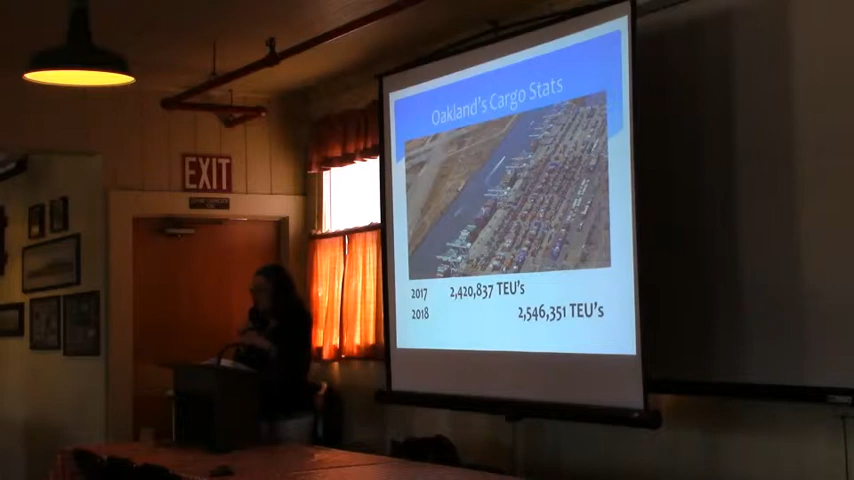 EXIT
Oakland's Cargo Stats
2017 2,420,837 TEU's
2018 2,546,351 TEU's